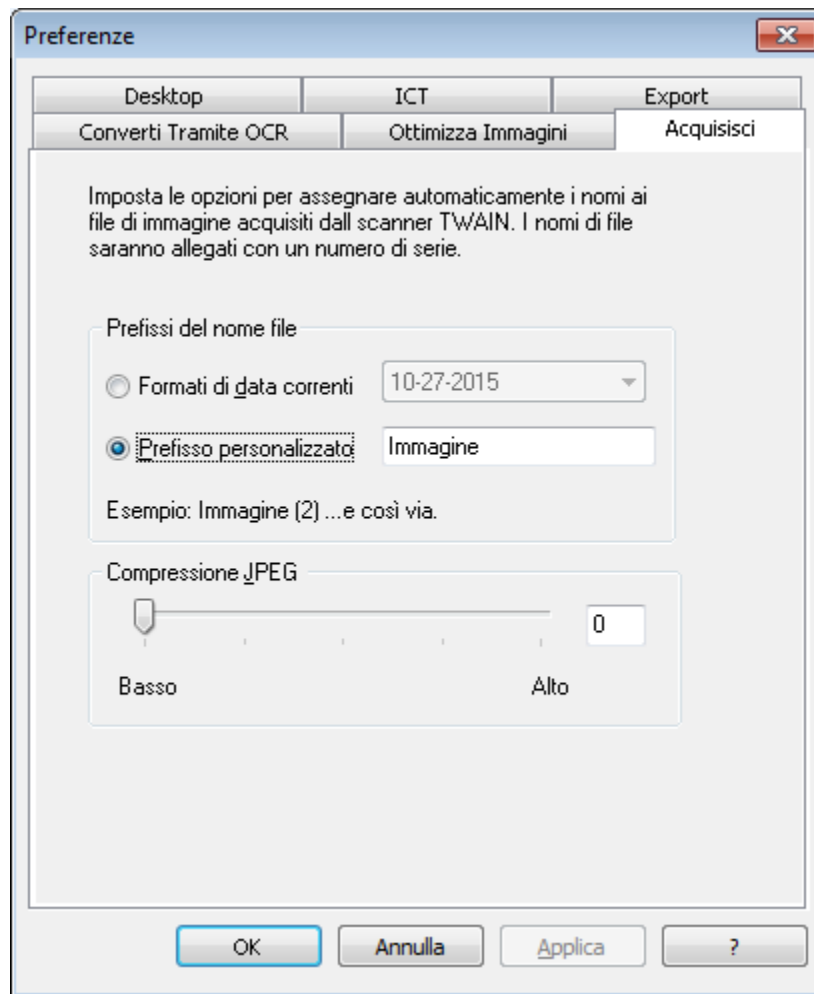 Preferenze
Desktop
ICT
Export
Converti Tramite OCR
Ottimizza Immagini
Acquisisci
Imposta le opzioni per assegnare automaticamente i nomi ai
file di immagine acquisiti dall scanner TWAIN. I nomi di file
saranno allegati con un numero di serie.
Prefissi del nome file
Formati di data correnti
10-27-2015
Prefisso personalizzato
Immagine
Esempio: Immagine (2) ...e così via.
Compressione JPEG
0
Basso
Alto
OK
Annulla
Applica
?